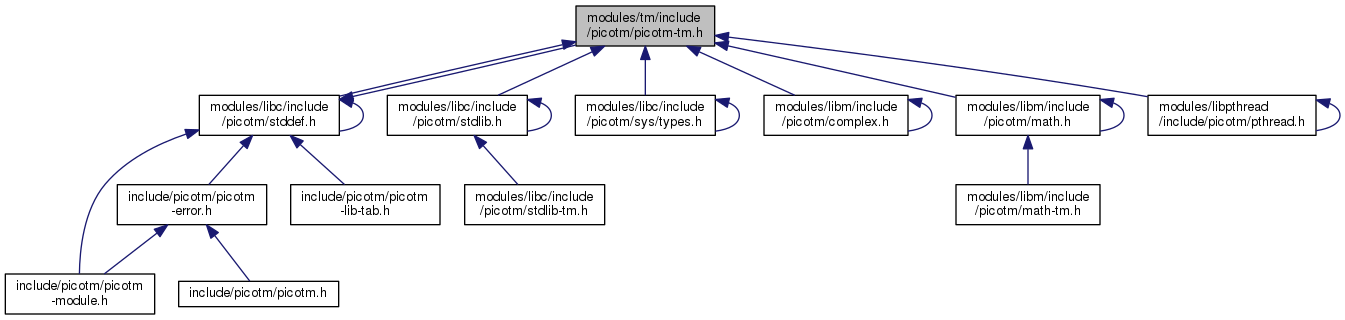 modules/tm/include
/picotm/picotm-tm.h
modules/libc/include
/picotm/stddef.h
modules/libc/include
/picotm/stdlib.h
modules/libc/include
/picotm/sys/types.h
modules/libm/include
/picotm/complex.h
modules/libm/include
/picotm/math.h
modules/libpthread
/include/picotm/pthread.h
include/picotm/picotm
-error.h
include/picotm/picotm
-lib-tab.h
modules/libc/include
/picotm/stdlib-tm.h
modules/libm/include
/picotm/math-tm.h
include/picotm/picotm
-module.h
include/picotm/picotm.h